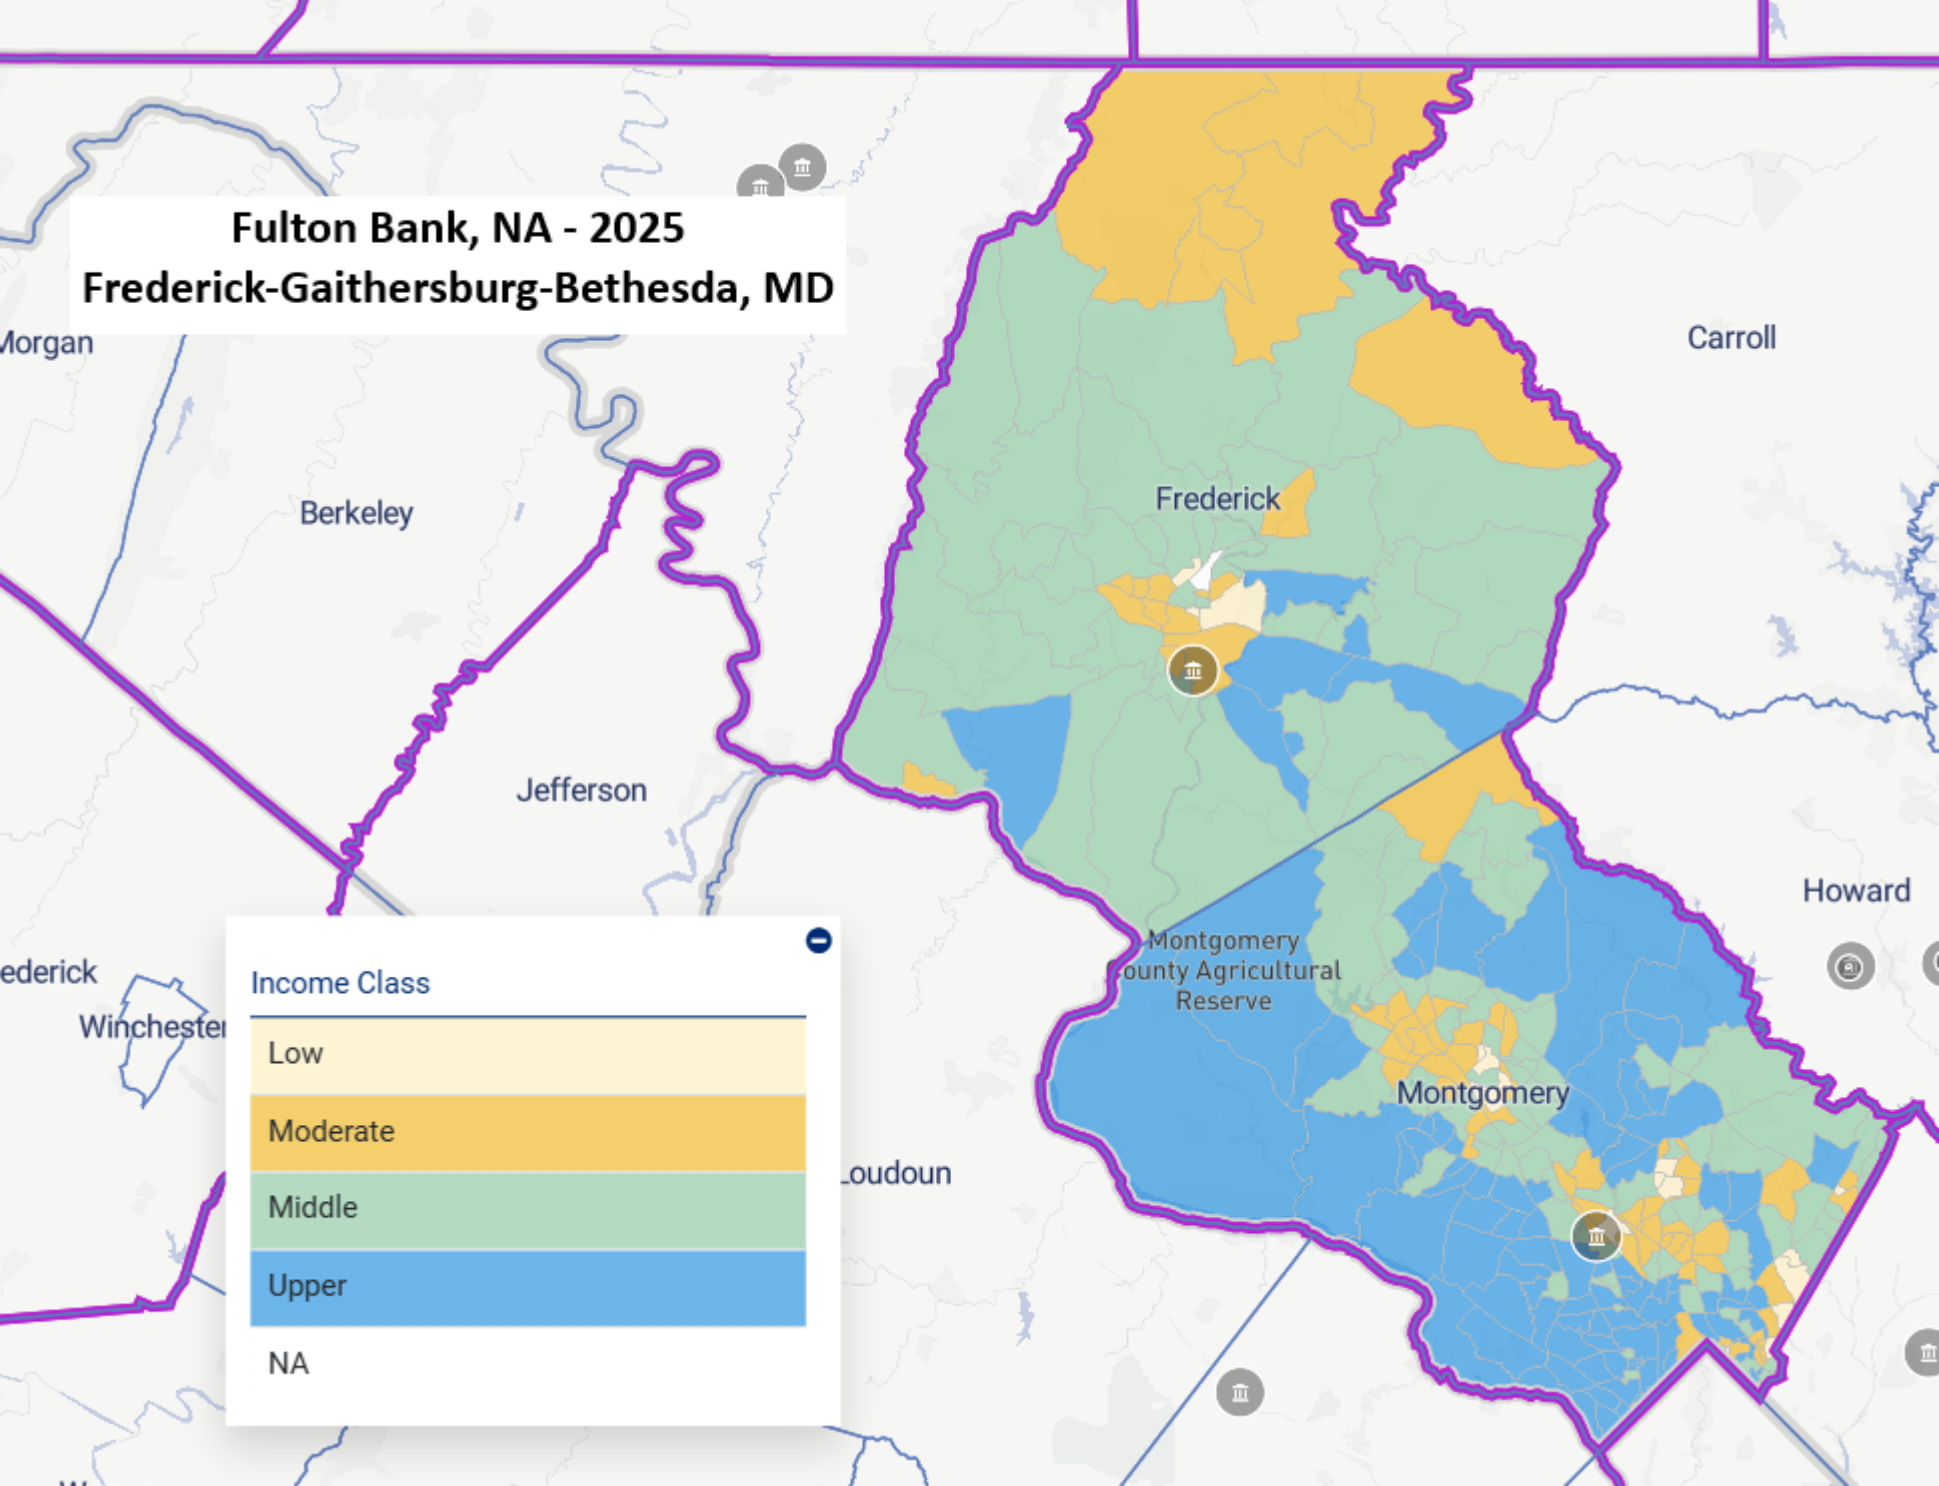 Fulton Bank, NA - 2025
Frederick-Gaithersburg-Bethesda, MD
Morgan
Carroll
Frederick
Berkeley
Jefferson
Howard
Montgomery
County Agricultural
Reserve
ederick
Winchester
Montgomery
Loudoun
Income Class
Low
Moderate
Middle
Upper
NA